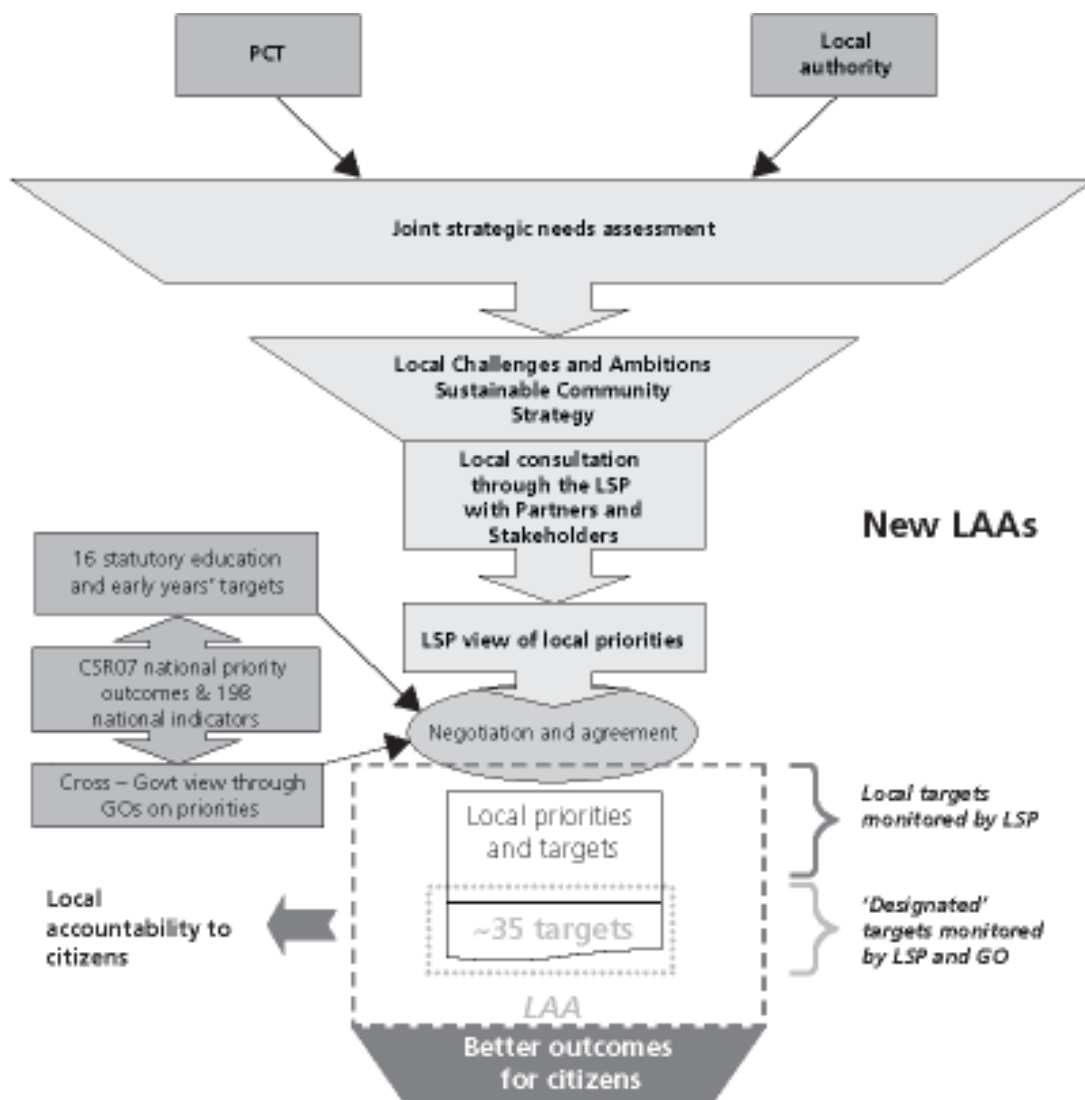 PCT
Local
authority
Joint strategic needs assessment
Local Challenges and Ambitions
Sustainable Community
Strategy
Local consultation
through the LSP
with Partners and
Stakeholders
New LAAs
16 statutory education
and early years’ targets
LSP view of local priorities
CSR07 national priority
outcomes & 198
national indicators
Negotiation and agreement
Cross – Govt view through
GOs on priorities
Local priorities
and targets
Local targets
monitored by LSP
Local
accountability to
citizens
~35 targets
‘Designated’
targets monitored
by LSP and GO
LAA
Better outcomes
for citizens